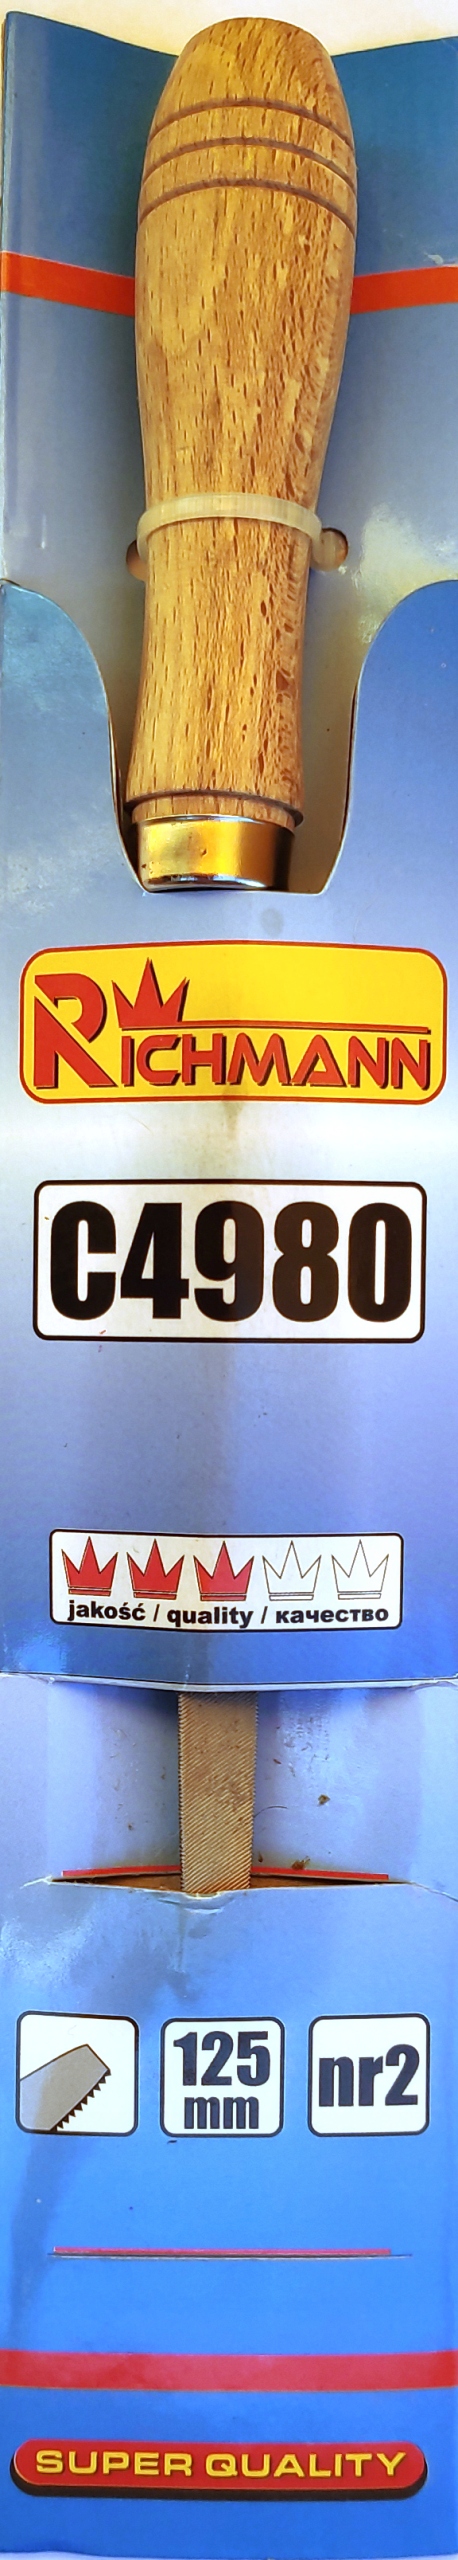 RICHMANN
C4980
jakość / quality / качество
125
mm
nr2
SUPER QUALITY